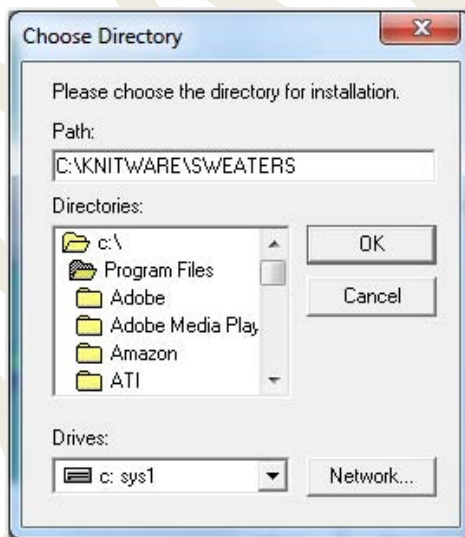 Choose Directory
Please choose the directory for installation.
Path:
C:\KNITWARE\SWEATERS
Directories:
c:\
Program Files
Adobe
Adobe Media Play
Amazon
ATI
OK
Cancel
Drives:
c: sys1
Network...